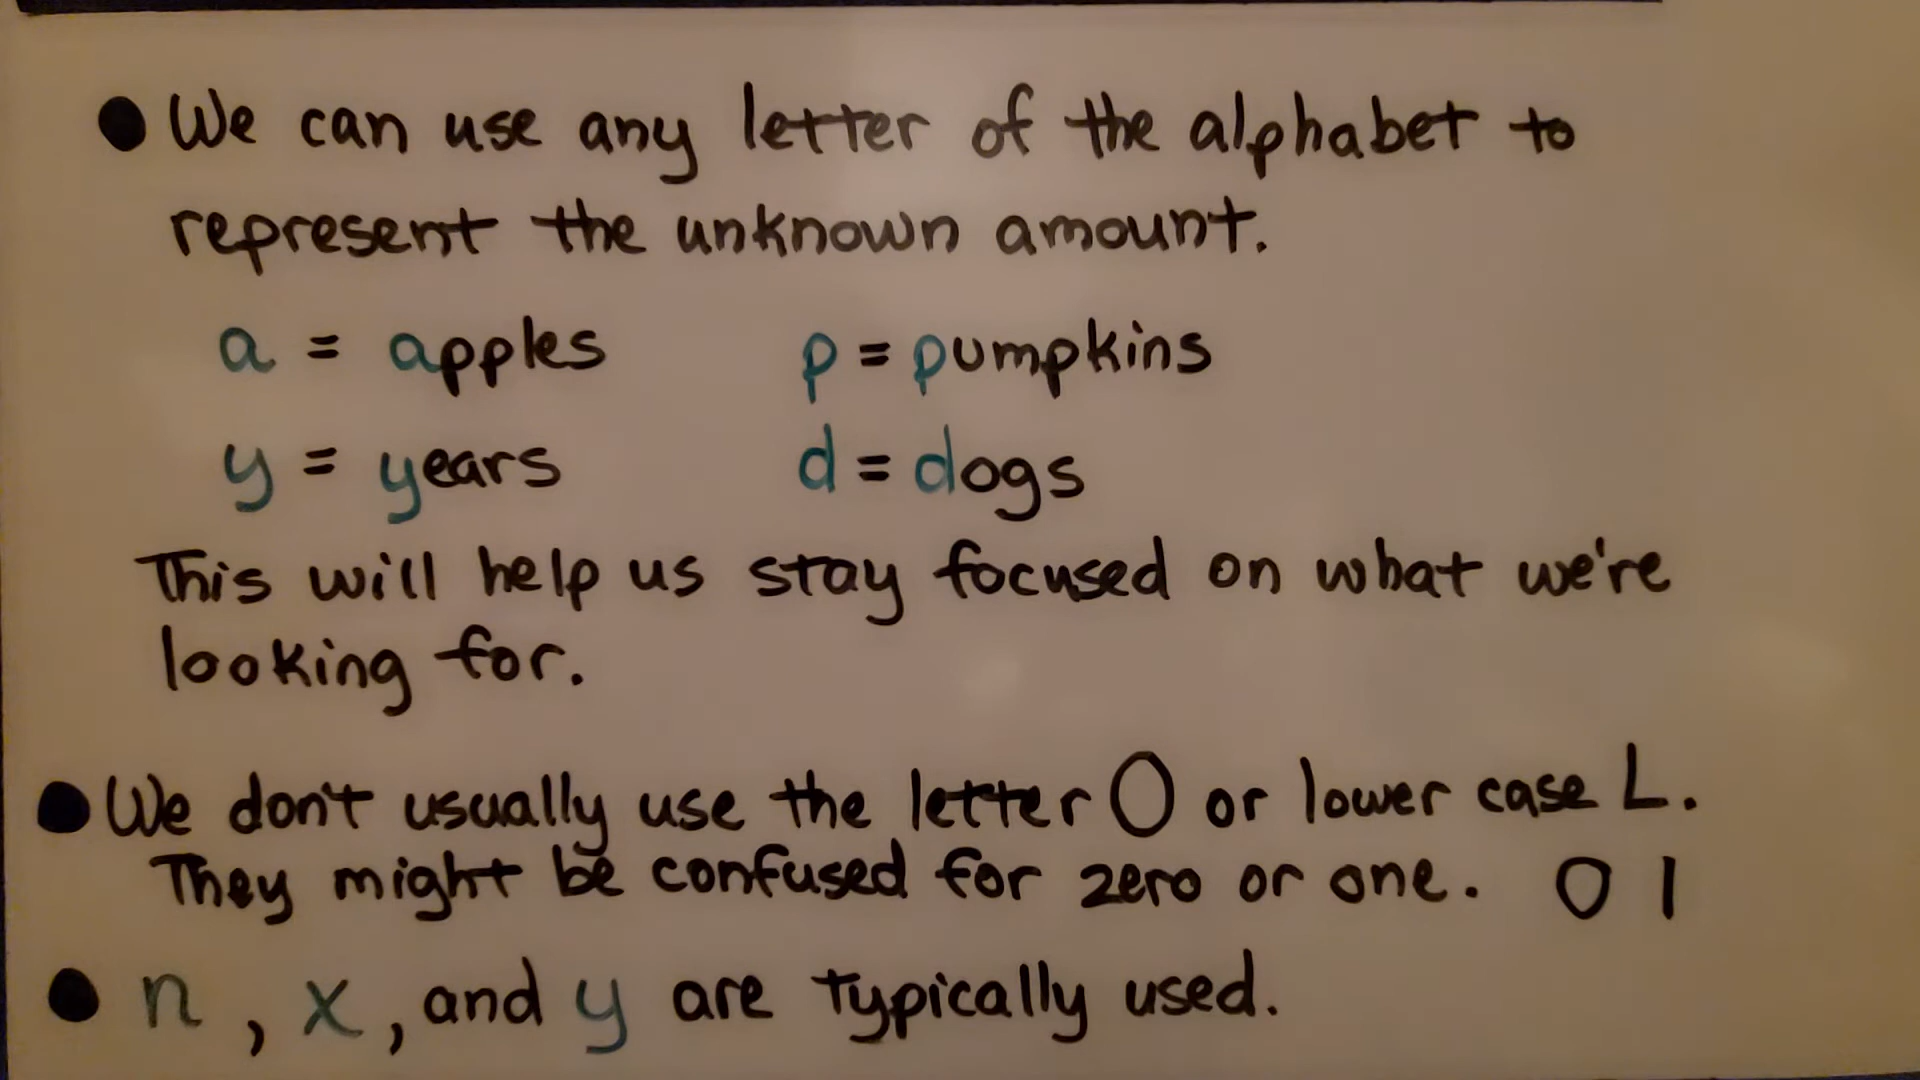 ● We can use any letter of the alphabet to
represent the unknown amount.
a = apples p = pumpkins
y = years d = dogs
This will help us stay focused on what we're
looking for.
● We don't usually use the letter O or lower case L.
They might be confused for zero or one. 0 1
● n, x, and y are typically used.